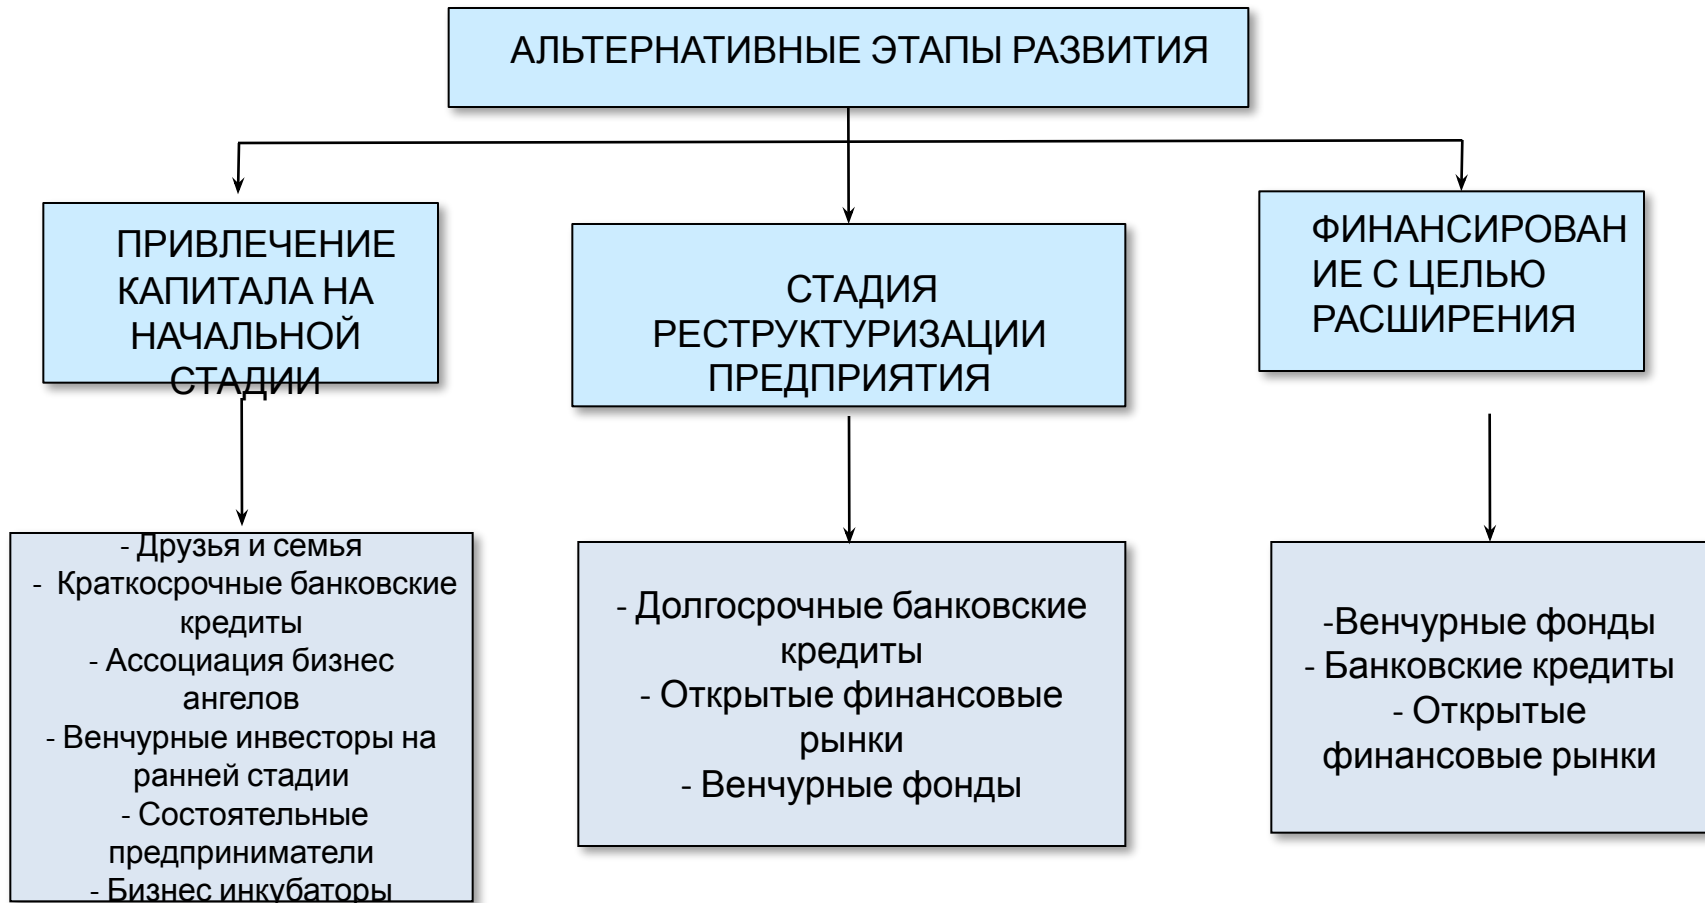 АЛЬТЕРНАТИВНЫЕ ЭТАПЫ РАЗВИТИЯ
ПРИВЛЕЧЕНИЕ
КАПИТАЛА НА
НАЧАЛЬНОЙ
СТАДИИ
СТАДИЯ
РЕСТРУКТУРИЗАЦИИ
ПРЕДПРИЯТИЯ
ФИНАНСИРОВАН
ИЕ С ЦЕЛЬЮ
РАСШИРЕНИЯ
- Друзья и семья
- Краткосрочные банковские
кредиты
- Ассоциация бизнес
ангелов
- Венчурные инвесторы на
ранней стадии
- Состоятельные
предприниматели
- Бизнес инкубаторы
- Долгосрочные банковские
кредиты
- Открытые финансовые
рынки
- Венчурные фонды
-Венчурные фонды
- Банковские кредиты
- Открытые
финансовые рынки